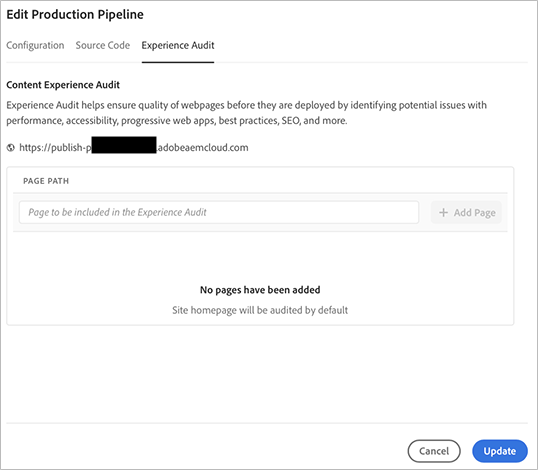 Edit Production Pipeline
Configuration Source Code Experience Audit
Content Experience Audit
Experience Audit helps ensure quality of webpages before they are deployed by identifying potential issues with
performance, accessibility, progressive web apps, best practices, SEO, and more.
https://publish-p .adobeaemcloud.com
PAGE PATH
Page to be included in the Experience Audit + Add Page
No pages have been added
Site homepage will be audited by default
Cancel Update